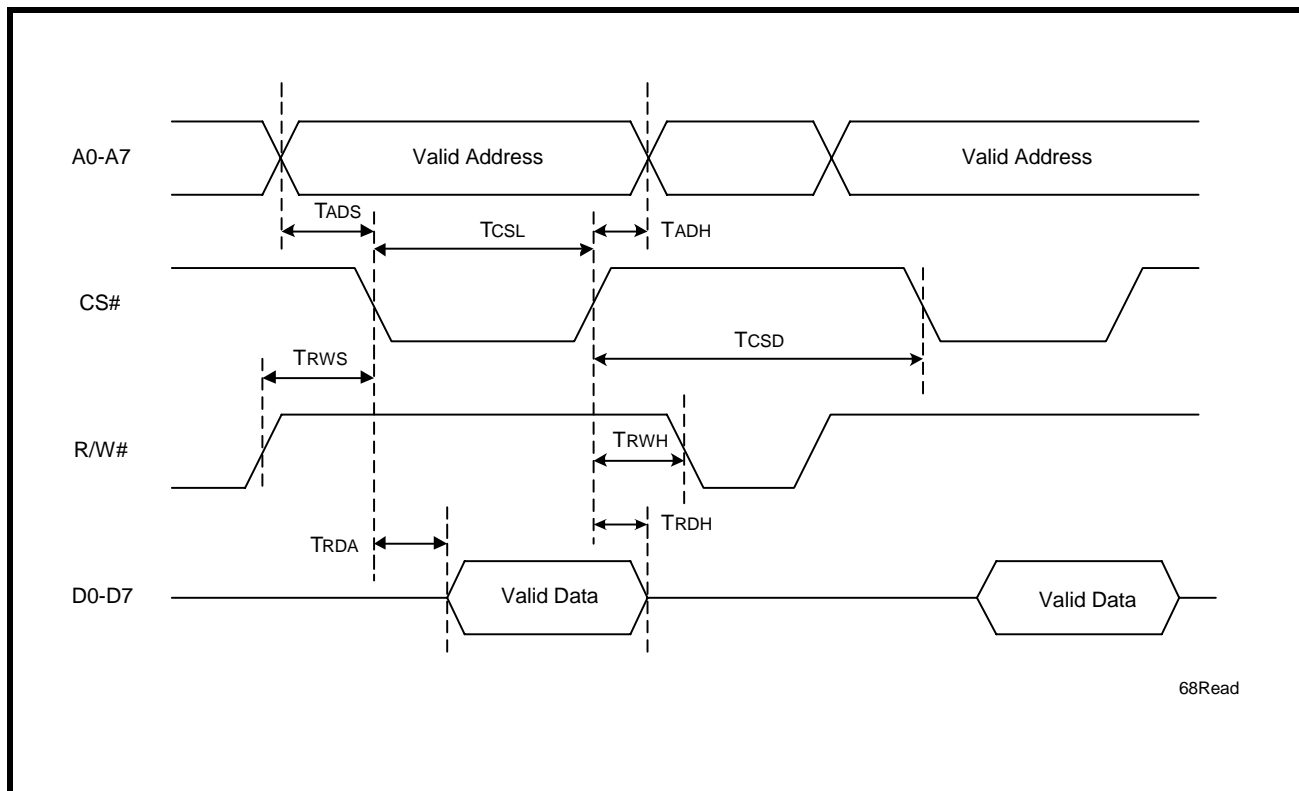 A0-A7
Valid Address
Valid Address
TADS
TCSL
TADH
CS#
TCSD
TRWS
R/W#
TRWH
TRDH
TRDA
D0-D7
Valid Data
Valid Data
68Read